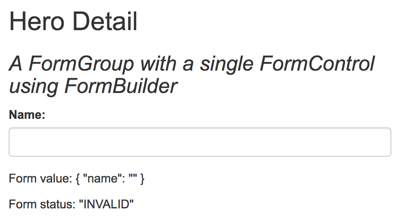 Hero Detail
A FormGroup with a single FormControl
using FormBuilder
Name:
Form value: { "name": "" }
Form status: "INVALID"